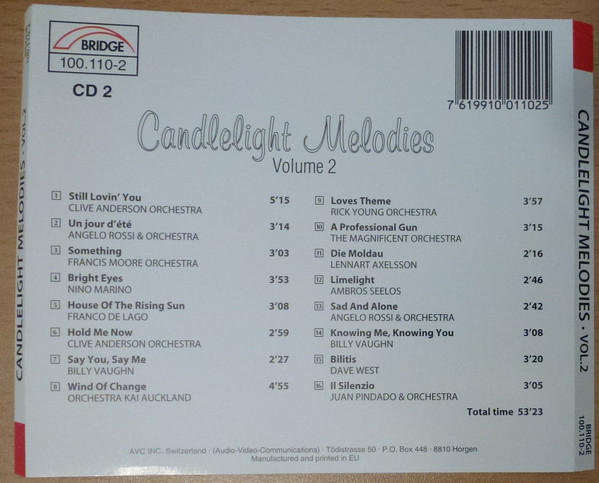 BRIDGE
100.110-2
CD 2
7 619910 011025
Candlelight Melodies
Volume 2
1 Still Lovin' You 5'15
CLIVE ANDERSON ORCHESTRA
2 Un jour d'été 3'14
ANGELO ROSSI & ORCHESTRA
3 Something 3'03
FRANCIS MOORE ORCHESTRA
4 Bright Eyes 3'53
NINO MARINO
5 House Of The Rising Sun 3'08
FRANCO DE LAGO
6 Hold Me Now 2'59
CLIVE ANDERSON ORCHESTRA
7 Say You, Say Me 2'27
BILLY VAUGHN
8 Wind Of Change 4'55
ORCHESTRA KAI AUCKLAND
9 Loves Theme 3'57
RICK YOUNG ORCHESTRA
10 A Professional Gun 3'15
THE MAGNIFICENT ORCHESTRA
11 Die Moldau 2'16
LENNART AXELSSON
12 Limelight 2'46
AMBROS SEELOS
13 Sad And Alone 2'42
ANGELO ROSSI & ORCHESTRA
14 Knowing Me, Knowing You 3'08
BILLY VAUGHN
15 Bilitis 3'20
DAVE WEST
16 Il Silenzio 3'05
JUAN PINDADO & ORCHESTRA
Total time 53'23
AVC INC. Switzerland · (Audio-Video-Communications) · Tödistrasse 50 · P.O. Box 448 · 8810 Horgen
Manufactured and printed in EU
CANDLELIGHT MELODIES · VOL.2
CANDLELIGHT MELODIES · VOL.2
BRIDGE
100.110-2